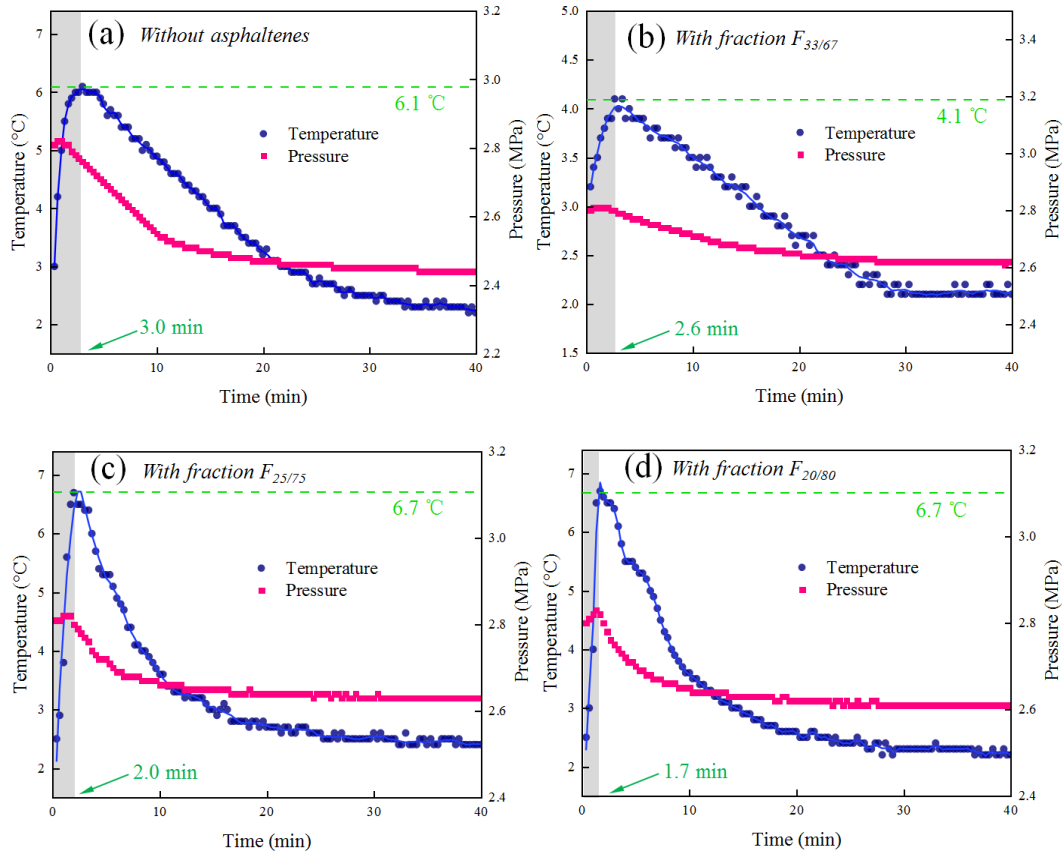 (a) Without asphaltenes
6.1 ℃
Temperature
Pressure
3.0 min
Temperature (°C)
7
6
5
4
3
2
Pressure (MPa)
3.2
3.0
2.8
2.6
2.4
2.2
0 10 20 30 40
Time (min)
(b) With fraction F33/67
4.1 ℃
Temperature
Pressure
2.6 min
Temperature (°C)
5.0
4.5
4.0
3.5
3.0
2.5
2.0
1.5
Pressure (MPa)
3.4
3.2
3.0
2.8
2.6
2.4
0 10 20 30 40
Time (min)
(c) With fraction F25/75
6.7 ℃
Temperature
Pressure
2.0 min
Temperature (°C)
7
6
5
4
3
2
Pressure (MPa)
3.2
3.0
2.8
2.6
2.4
0 10 20 30 40
Time (min)
(d) With fraction F20/80
6.7 ℃
Temperature
Pressure
1.7 min
Temperature (°C)
7
6
5
4
3
2
Pressure (MPa)
3.2
3.0
2.8
2.6
2.4
0 10 20 30 40
Time (min)